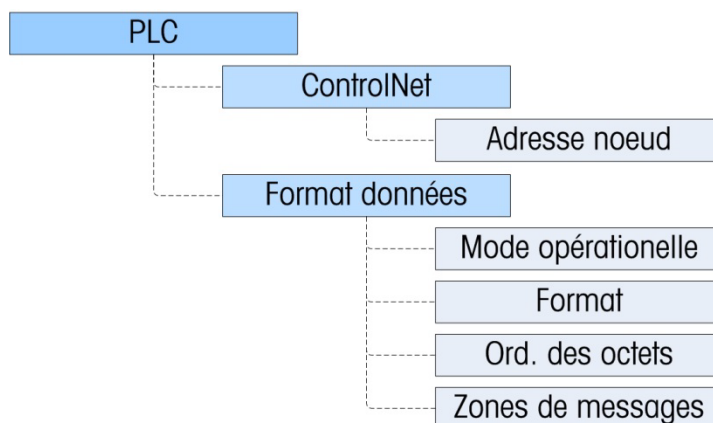 PLC
ControlNet
Adresse noeud
Format données
Mode opérationelle
Format
Ord. des octets
Zones de messages